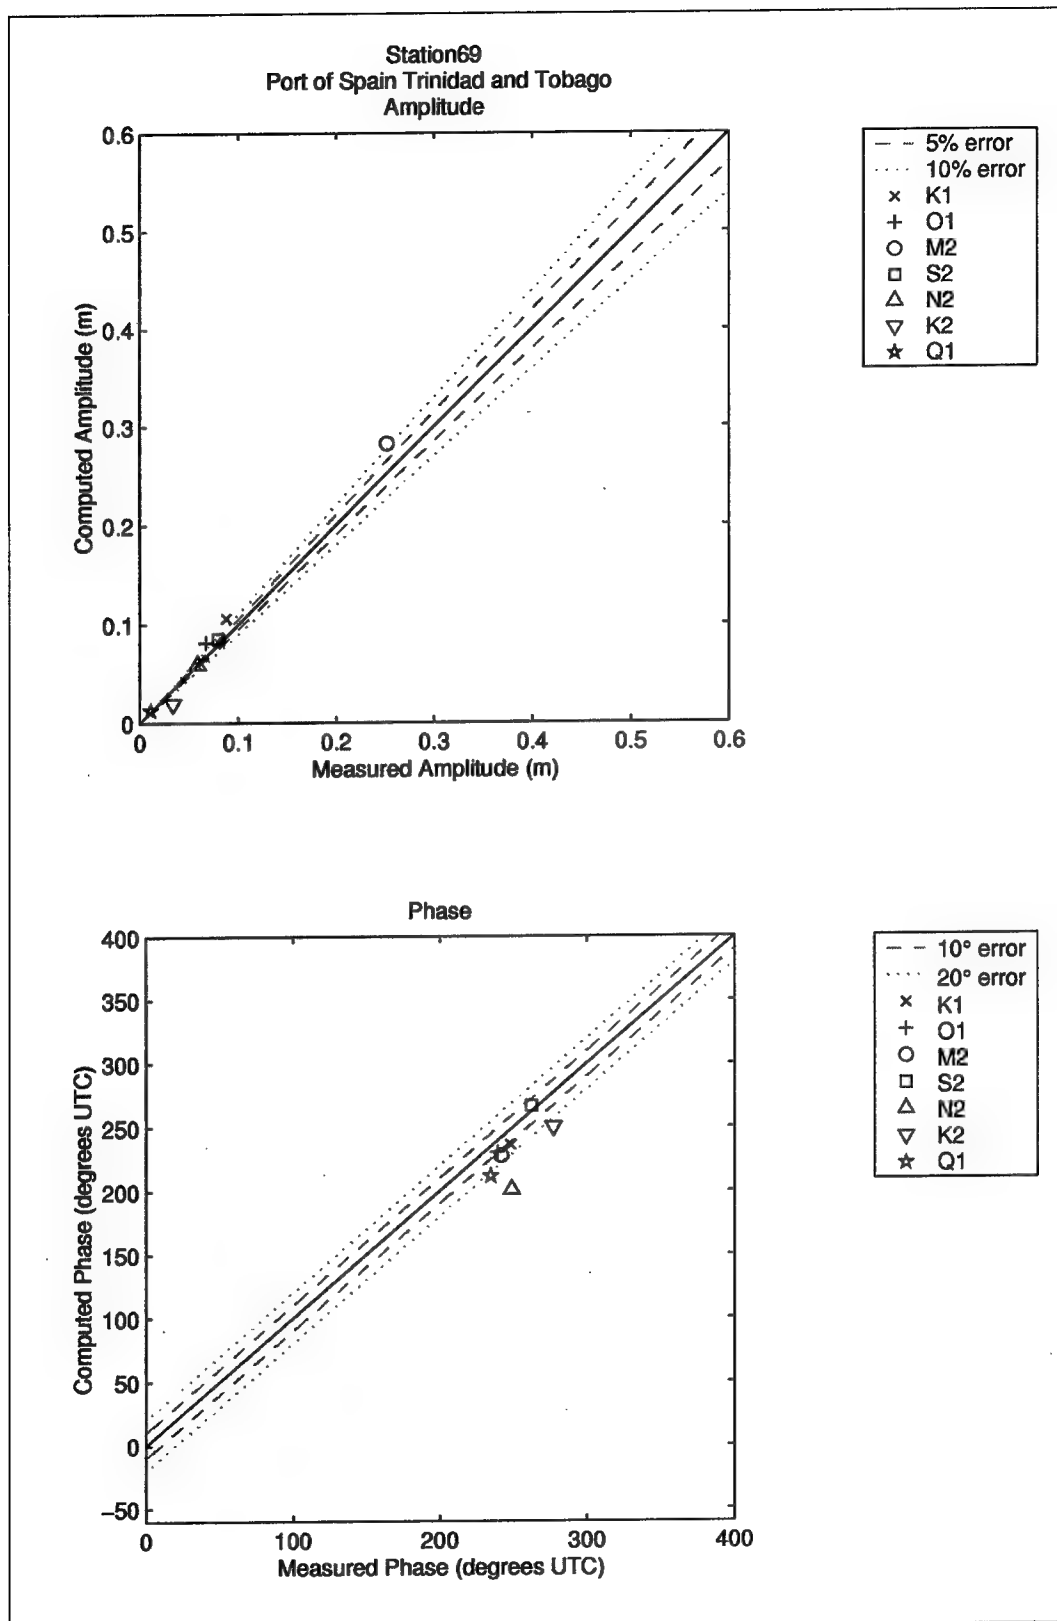 Station69
Port of Spain Trinidad and Tobago
Amplitude
0.6
0.5
0.4
0.3
0.2
0.1
0
0 0.1 0.2 0.3 0.4 0.5 0.6
Computed Amplitude (m)
Measured Amplitude (m)
5% error
10% error
K1
O1
M2
S2
N2
K2
Q1
Phase
400
350
300
250
200
150
100
50
0
−50
0 100 200 300 400
Computed Phase (degrees UTC)
Measured Phase (degrees UTC)
10° error
20° error
K1
O1
M2
S2
N2
K2
Q1